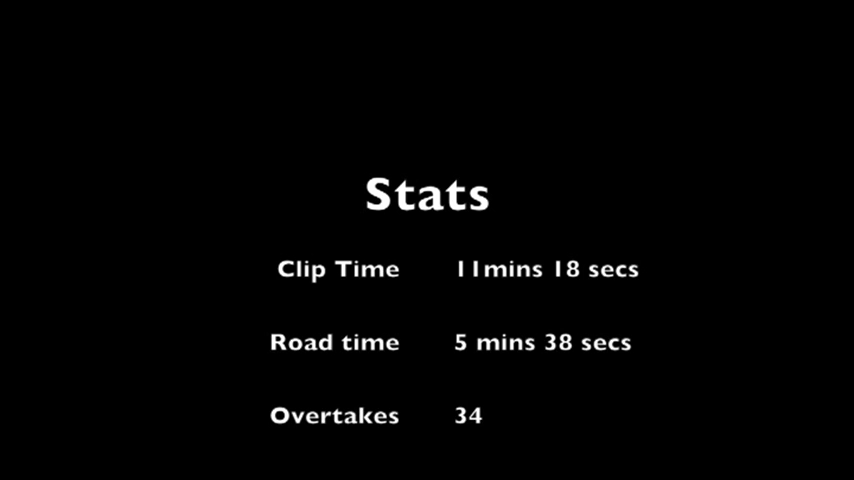 Stats
Clip Time 11mins 18 secs
Road time 5 mins 38 secs
Overtakes 34